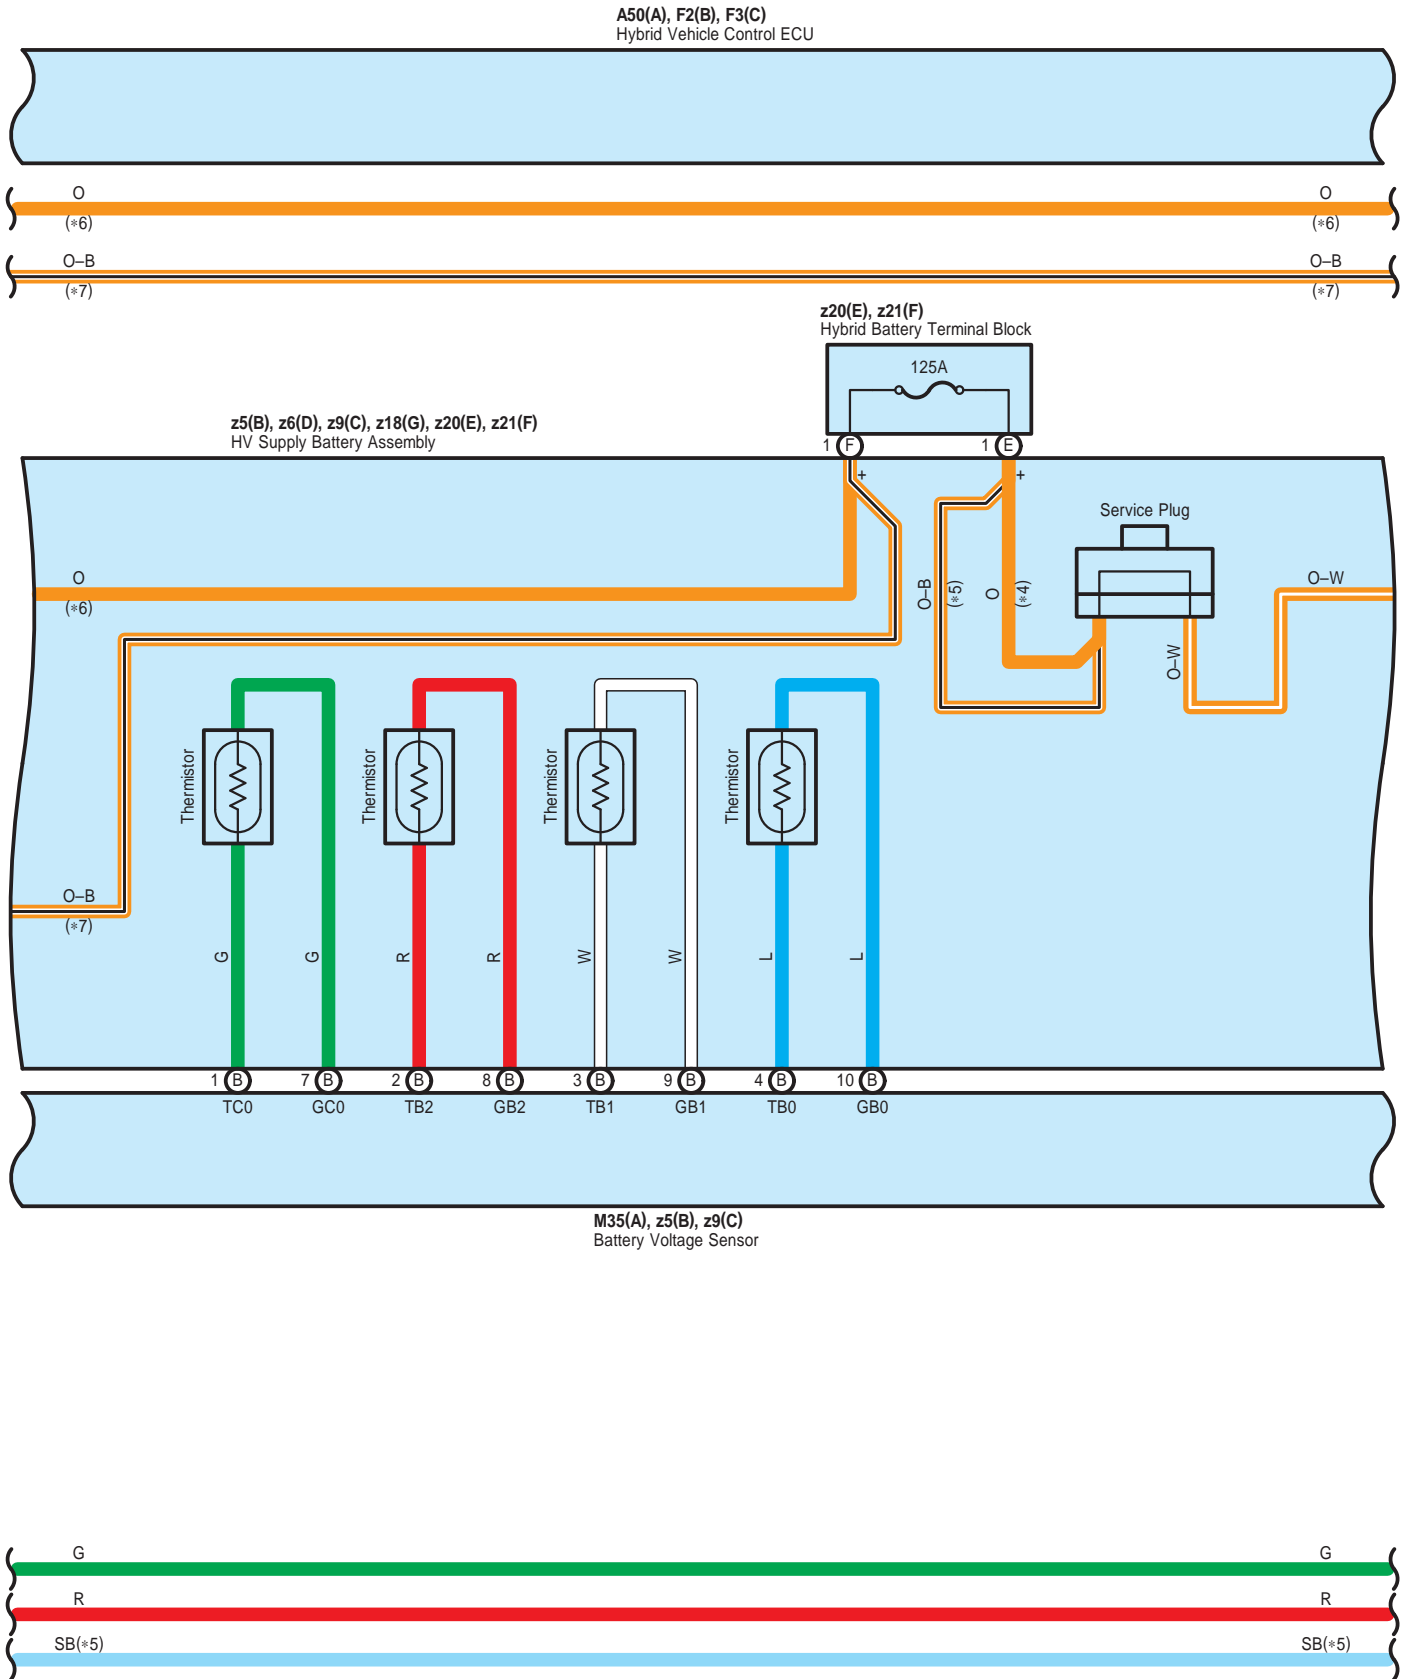 A50(A), F2(B), F3(C)
Hybrid Vehicle Control ECU
O O
(∗6) (∗6)
O–B O–B
(∗7) (∗7)
z20(E), z21(F)
Hybrid Battery Terminal Block
125A
z5(B), z6(D), z9(C), z18(G), z20(E), z21(F)
HV Supply Battery Assembly
1 F 1 E
+ +
Service Plug
O
(∗6)
O–B
(∗5)
O
(∗4)
O–W
O–W
Thermistor Thermistor Thermistor Thermistor
O–B
(∗7)
G G R R W W L L
1 B 7 B 2 B 8 B 3 B 9 B 4 B 10 B
TC0 GC0 TB2 GB2 TB1 GB1 TB0 GB0
M35(A), z5(B), z9(C)
Battery Voltage Sensor
G G
R R
SB(∗5) SB(∗5)